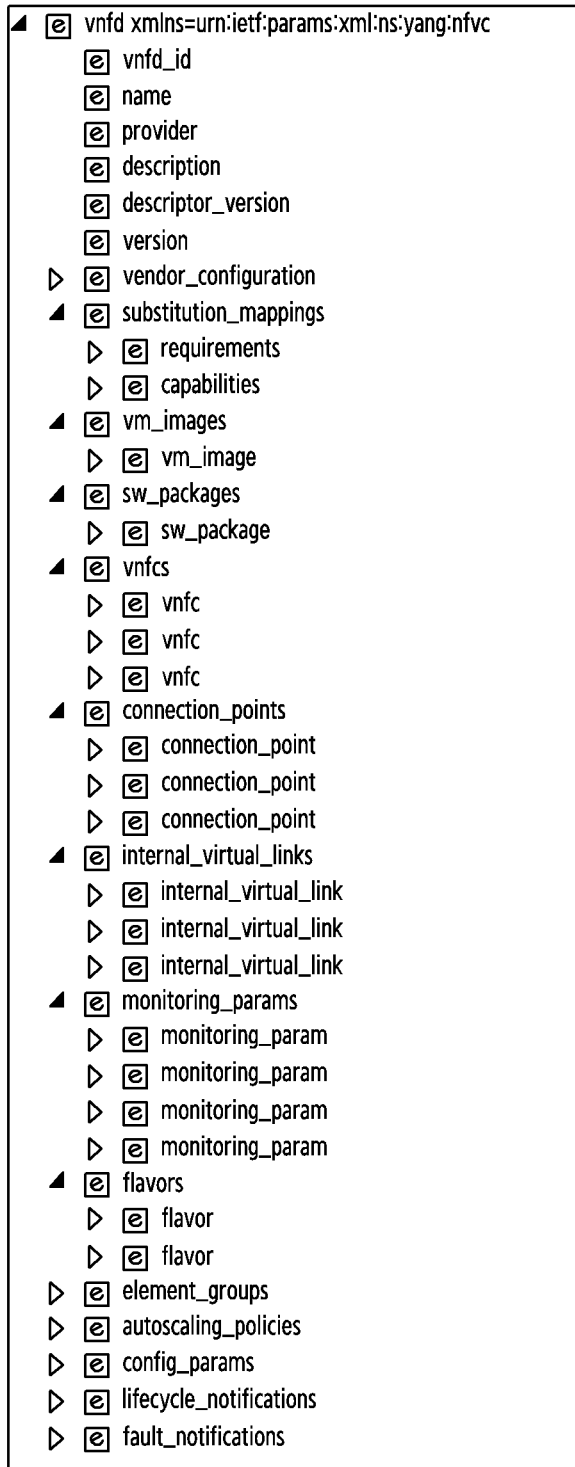 vnfd xmlns=urn:ietf:params:xml:ns:yang:nfvc
vnfd_id
name
provider
description
descriptor_version
version
vendor_configuration
substitution_mappings
requirements
capabilities
vm_images
vm_image
sw_packages
sw_package
vnfcs
vnfc
vnfc
vnfc
connection_points
connection_point
connection_point
connection_point
internal_virtual_links
internal_virtual_link
internal_virtual_link
internal_virtual_link
monitoring_params
monitoring_param
monitoring_param
monitoring_param
monitoring_param
flavors
flavor
flavor
element_groups
autoscaling_policies
config_params
lifecycle_notifications
fault_notifications